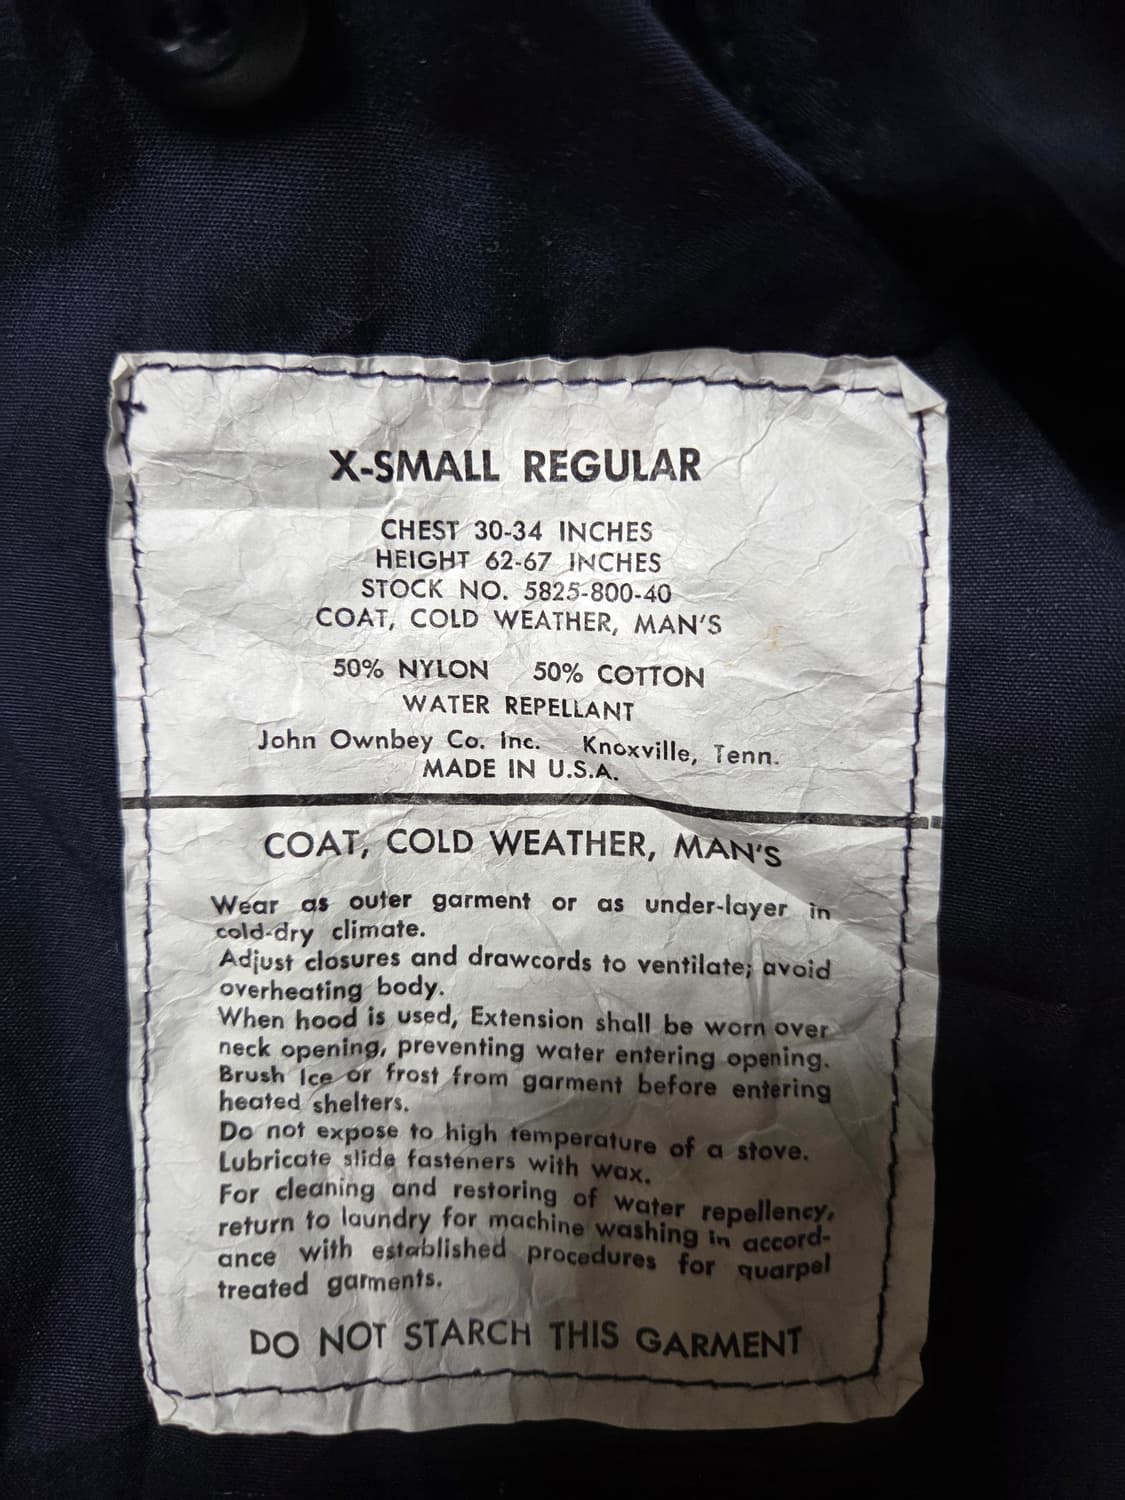 X-SMALL REGULAR
CHEST 30-34 INCHES
HEIGHT 62-67 INCHES
STOCK NO. 5825-800-40
COAT, COLD WEATHER, MAN'S
50% NYLON 50% COTTON
WATER REPELLANT
John Ownbey Co. Inc. Knoxville, Tenn.
MADE IN U.S.A.
COAT, COLD WEATHER, MAN'S
Wear as outer garment or as under-layer in
cold-dry climate.
Adjust closures and drawcords to ventilate; avoid
overheating body.
When hood is used, Extension shall be worn over
neck opening, preventing water entering opening.
Brush Ice or frost from garment before entering
heated shelters.
Do not expose to high temperature of a stove.
Lubricate slide fasteners with wax.
For cleaning and restoring of water repellency,
return to laundry for machine washing in accord-
ance with established procedures for quarpel
treated garments.
DO NOT STARCH THIS GARMENT